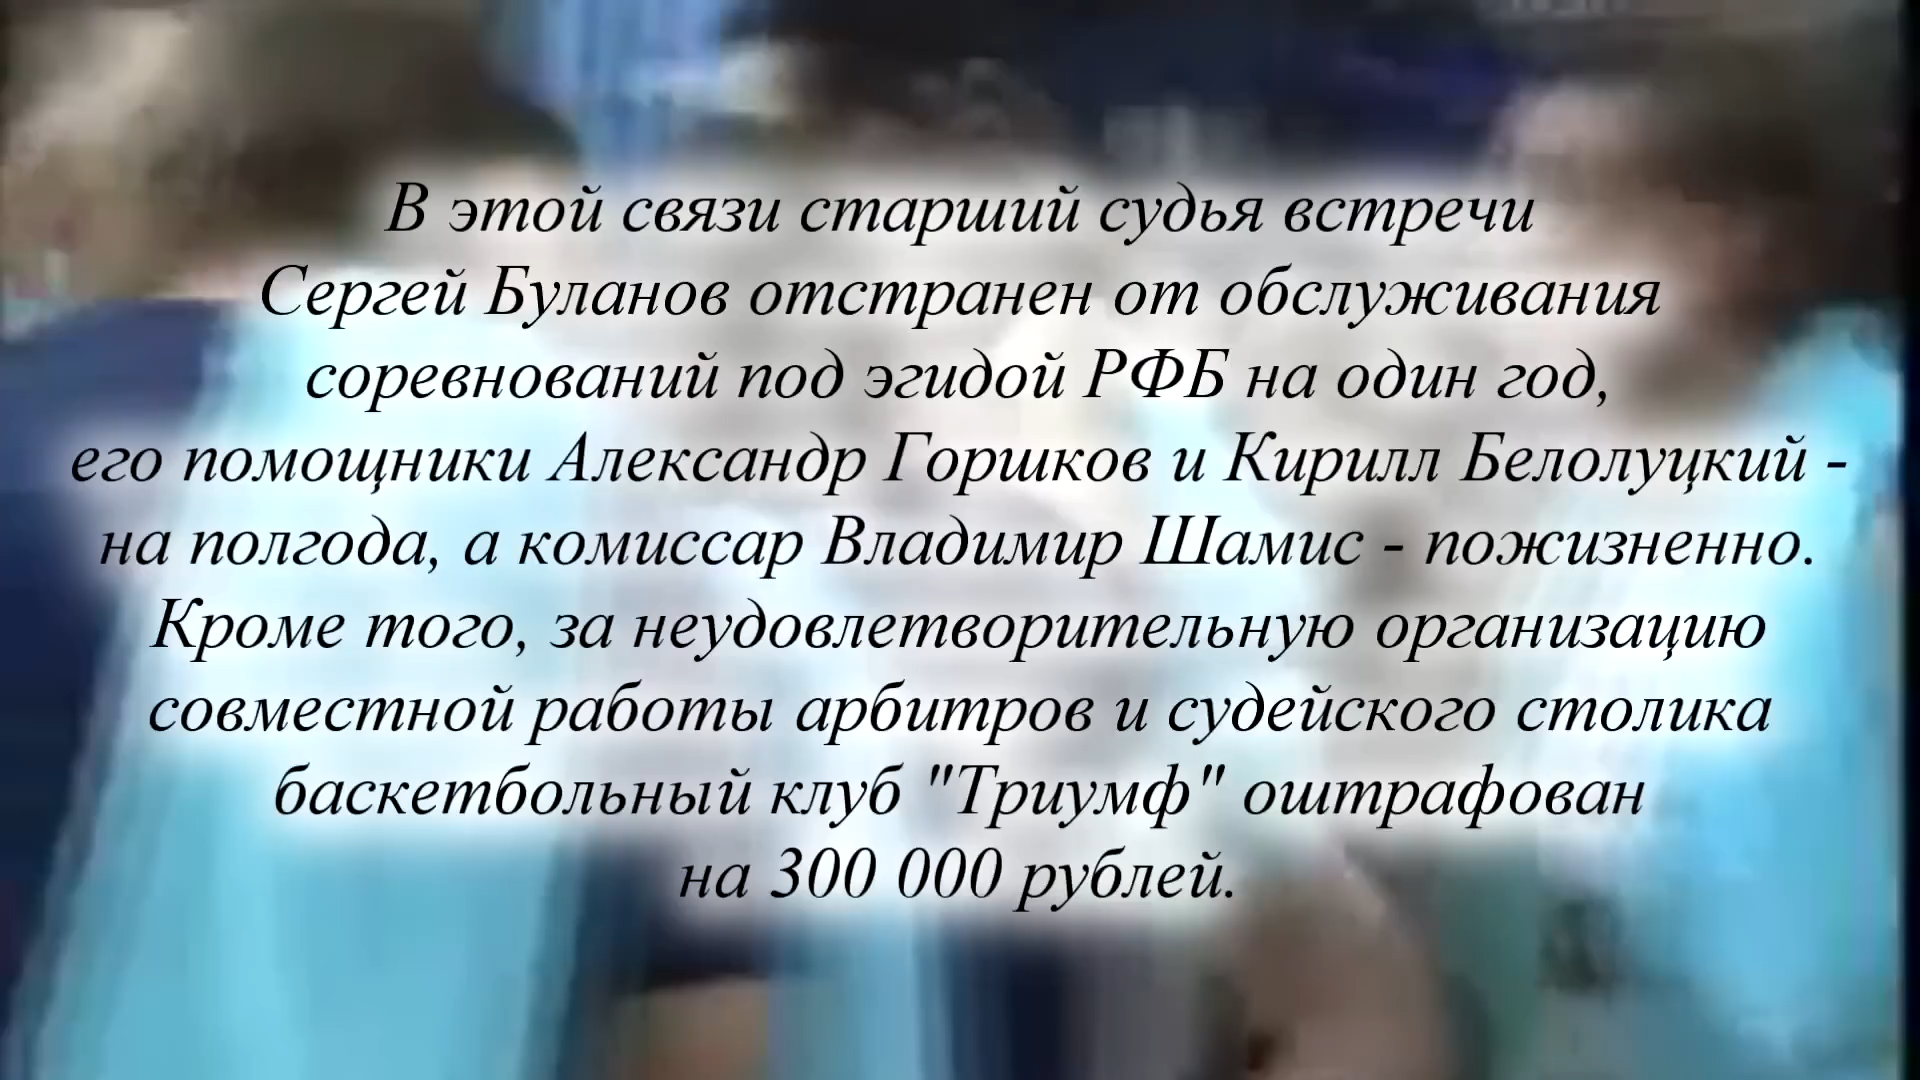 В этой связи старший судья встречи
Сергей Буланов отстранен от обслуживания
соревнований под эгидой РФБ на один год,
его помощники Александр Горшков и Кирилл Белолуцкий -
на полгода, а комиссар Владимир Шамис - пожизненно.
Кроме того, за неудовлетворительную организацию
совместной работы арбитров и судейского столика
баскетбольный клуб "Триумф" оштрафован
на 300 000 рублей.